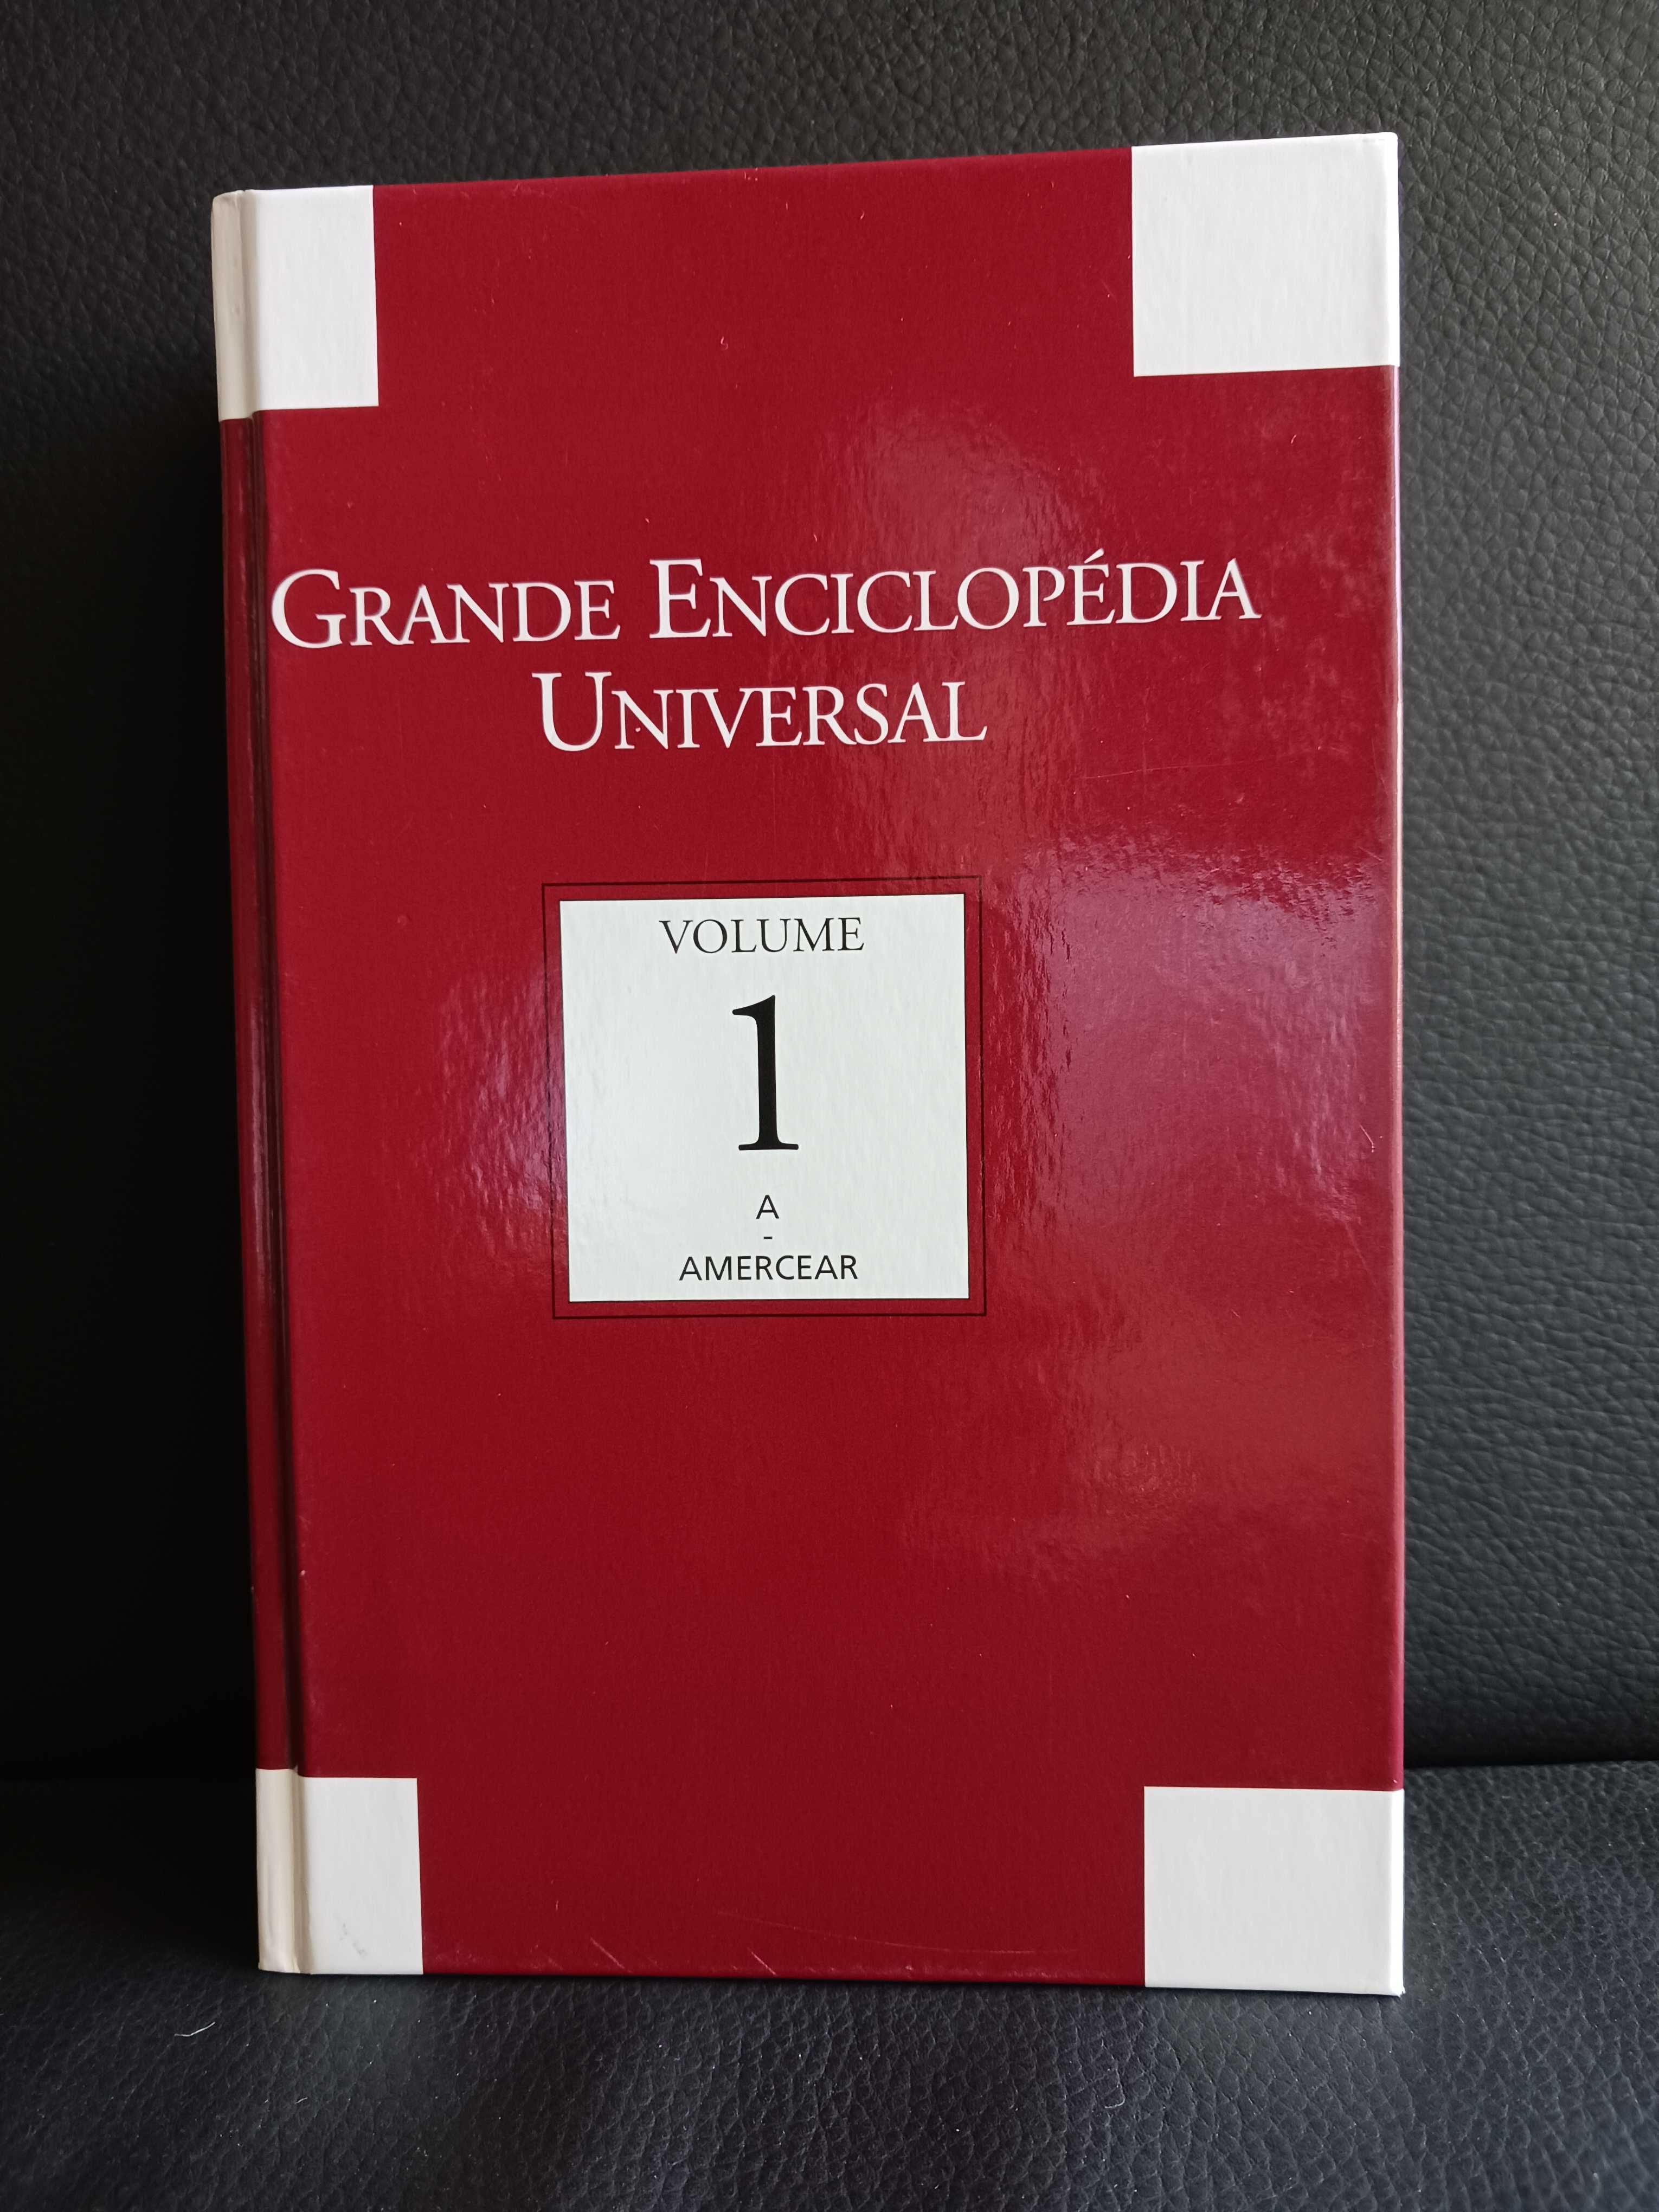 GRANDE ENCICLOPÉDIA
UNIVERSAL
VOLUME
1
A
-
AMERCEAR